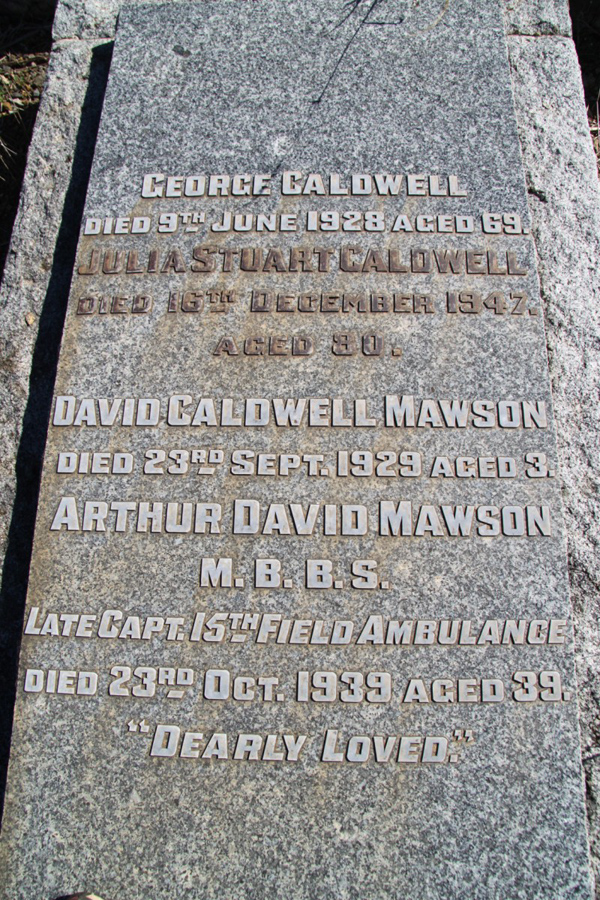 GEORGE CALDWELL
DIED 9TH JUNE 1928 AGED 69.
JULIA STUART CALDWELL
DIED 16TH DECEMBER 1947.
AGED 80.
DAVID CALDWELL MAWSON
DIED 23RD SEPT. 1929 AGED 3.
ARTHUR DAVID MAWSON
M. B. B. S.
LATE CAPT. 15TH FIELD AMBULANCE
DIED 23RD OCT. 1939 AGED 39.
"DEARLY LOVED."